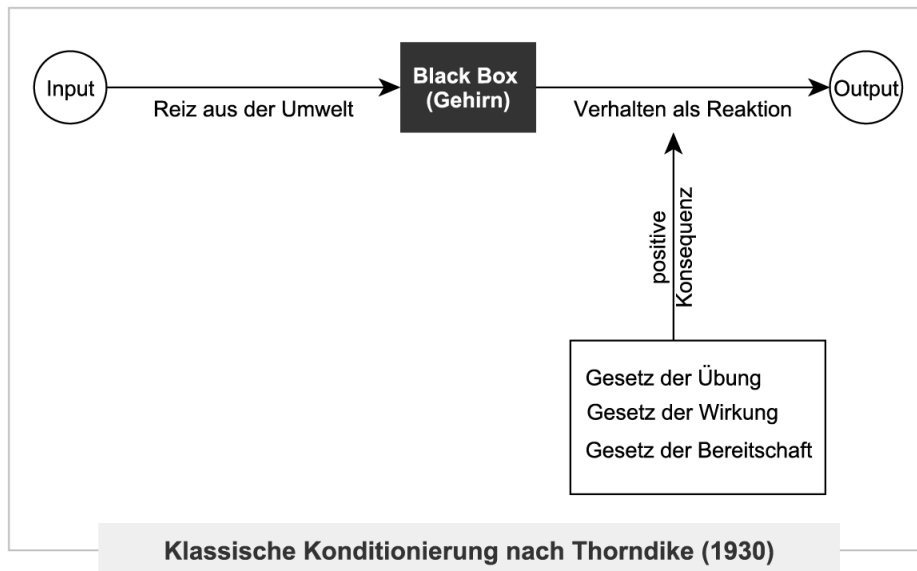 Input
Reiz aus der Umwelt
Black Box
(Gehirn)
Verhalten als Reaktion
Output
positive
Konsequenz
Gesetz der Übung
Gesetz der Wirkung
Gesetz der Bereitschaft
Klassische Konditionierung nach Thorndike (1930)